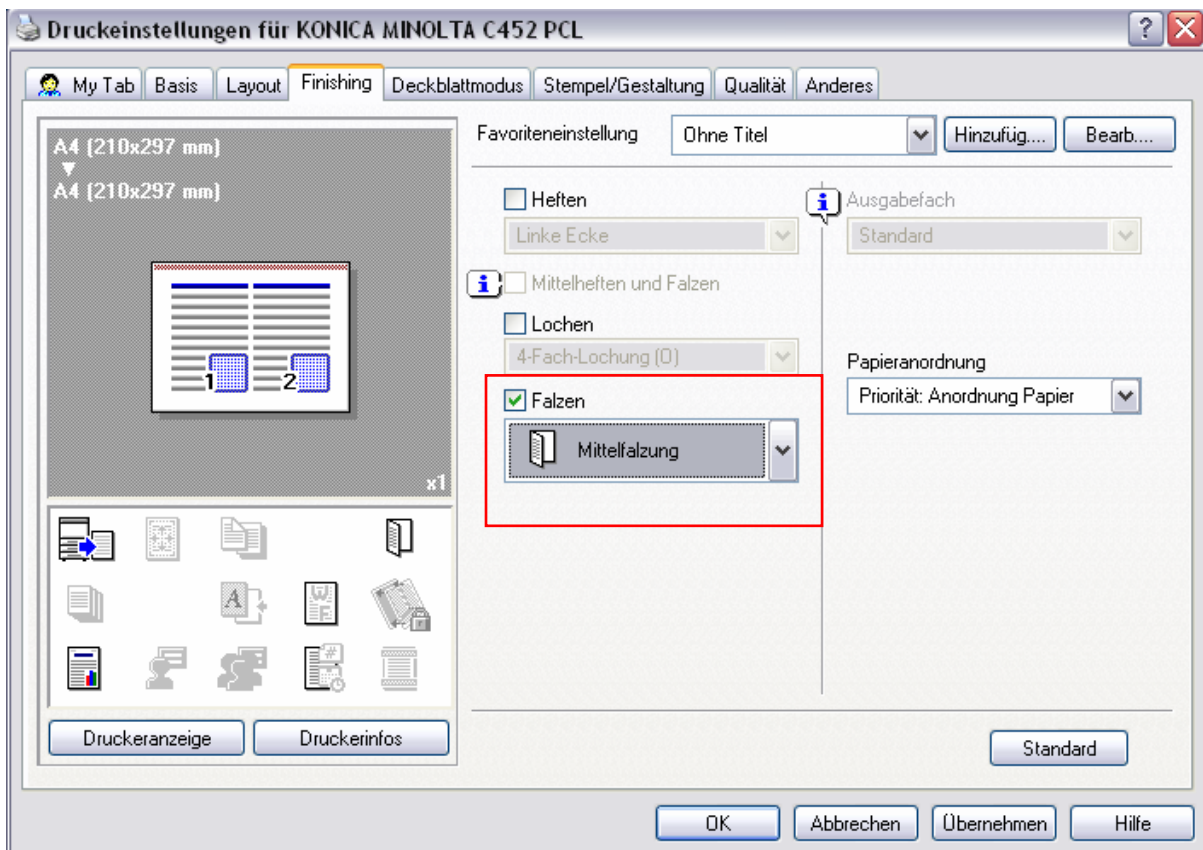 Druckeinstellungen für KONICA MINOLTA C452 PCL
My Tab Basis Layout Finishing Deckblattmodus Stempel/Gestaltung Qualität Anderes
A4 (210x297 mm)
A4 (210x297 mm)
1 2
x1
Druckeranzeige Druckerinfos
Favoriteneinstellung Ohne Titel Hinzufüg.... Bearb....
Heften
Linke Ecke
Mittelheften und Falzen
Lochen
4-Fach-Lochung (O)
Falzen
Mittelfalzung
Ausgabefach
Standard
Papieranordnung
Priorität: Anordnung Papier
Standard
OK Abbrechen Übernehmen Hilfe